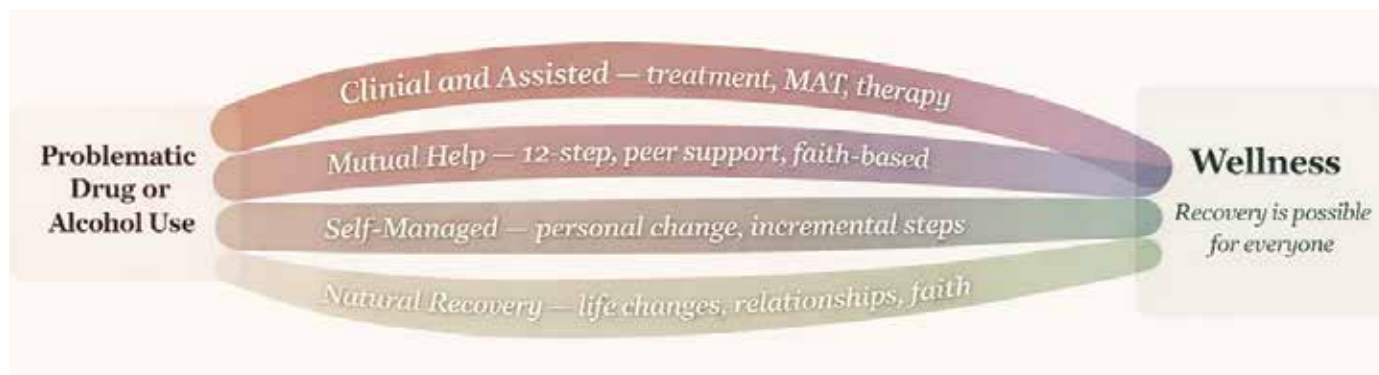 Problematic
Drug or
Alcohol Use
Clinial and Assisted — treatment, MAT, therapy
Mutual Help — 12-step, peer support, faith-based
Self-Managed — personal change, incremental steps
Natural Recovery — life changes, relationships, faith
Wellness
Recovery is possible
for everyone